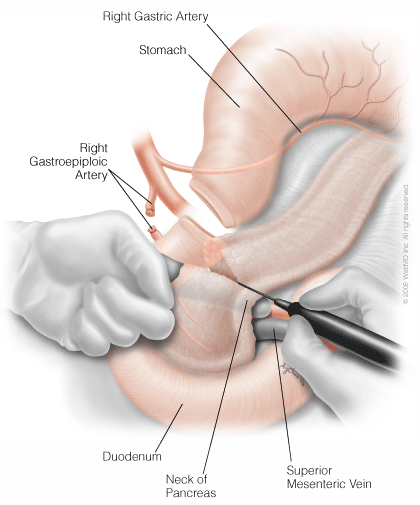 Right Gastric Artery
Stomach
Right
Gastroepiploic
Artery
© 2006 WebMD Inc. All rights reserved.
Duodenum
Neck of
Pancreas
Superior
Mesenteric Vein